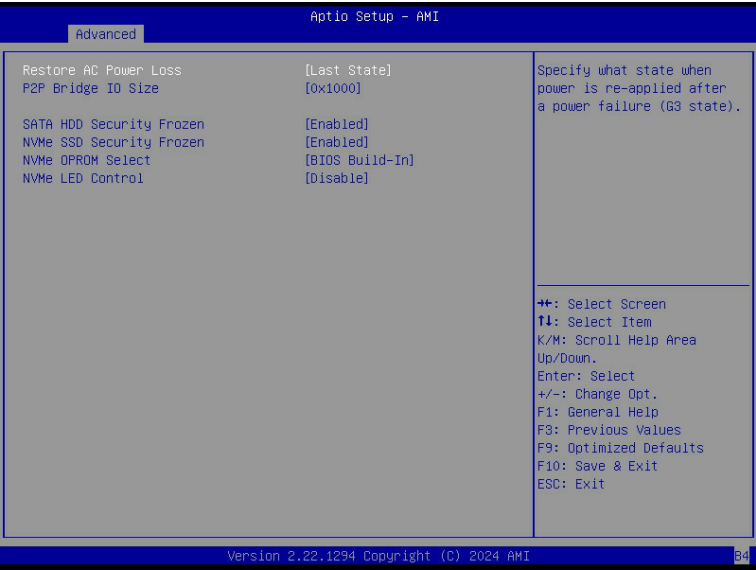 Aptio Setup – AMI
Advanced
Restore AC Power Loss [Last State]
P2P Bridge IO Size [0x1000]
SATA HDD Security Frozen [Enabled]
NVMe SSD Security Frozen [Enabled]
NVMe OPROM Select [BIOS Build-In]
NVMe LED Control [Disable]
Specify what state when
power is re-applied after
a power failure (G3 state).
→←: Select Screen
↑↓: Select Item
K/M: Scroll Help Area
Up/Down.
Enter: Select
+/-: Change Opt.
F1: General Help
F3: Previous Values
F9: Optimized Defaults
F10: Save & Exit
ESC: Exit
Version 2.22.1294 Copyright (C) 2024 AMI
B4